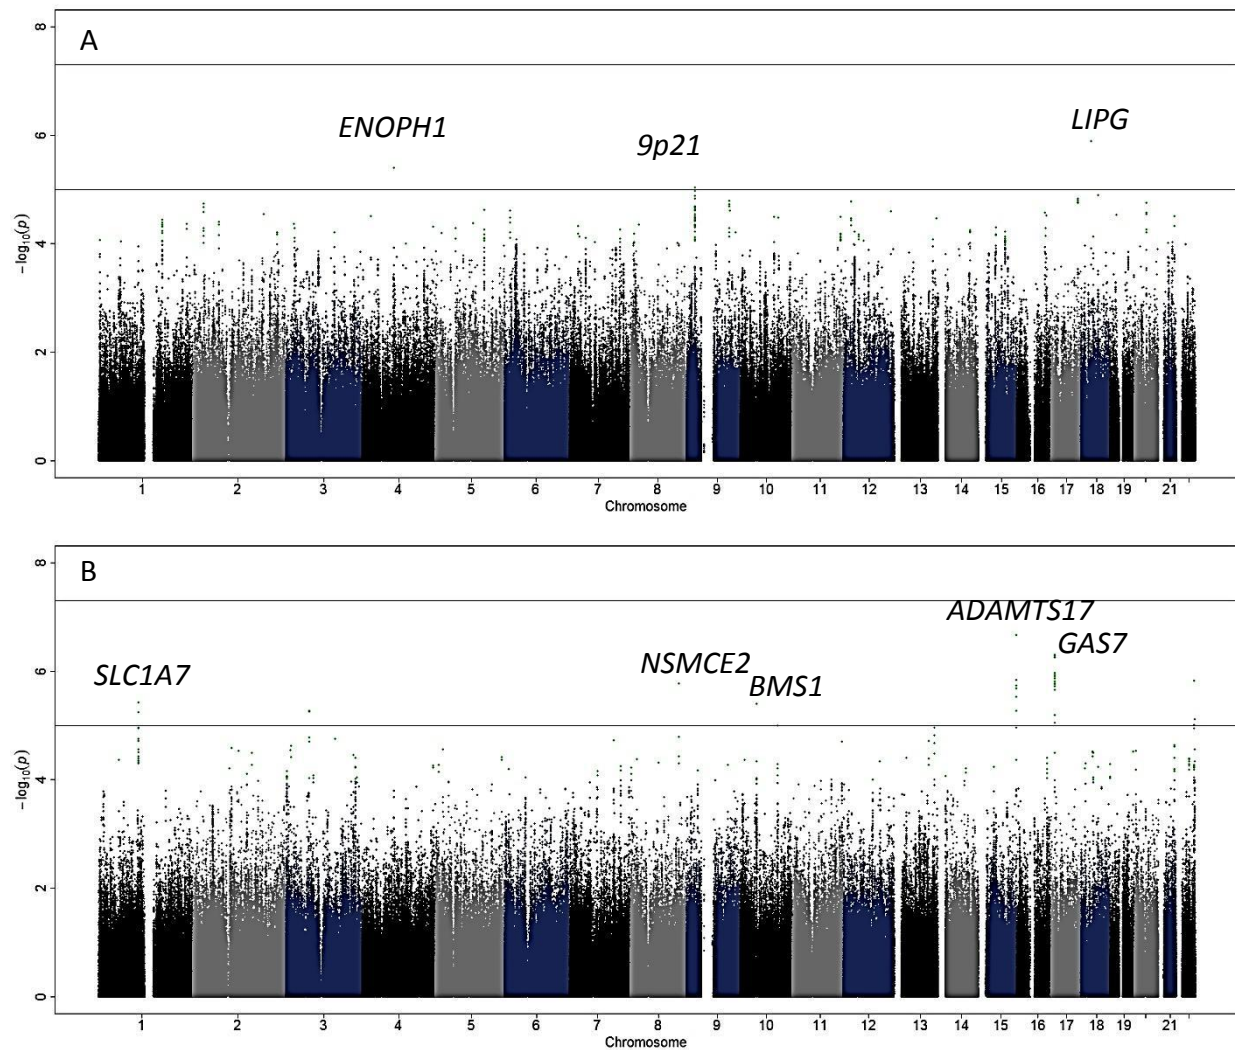 A
8
6
4
2
0
−log₁₀(p)
ENOPH1
9p21
LIPG
1 2 3 4 5 6 7 8 9 10 11 12 13 14 15 16 17 18 19 21
Chromosome
B
8
6
4
2
0
−log₁₀(p)
ADAMTS17
GAS7
SLC1A7
NSMCE2
BMS1
1 2 3 4 5 6 7 8 9 10 11 12 13 14 15 16 17 18 19 21
Chromosome